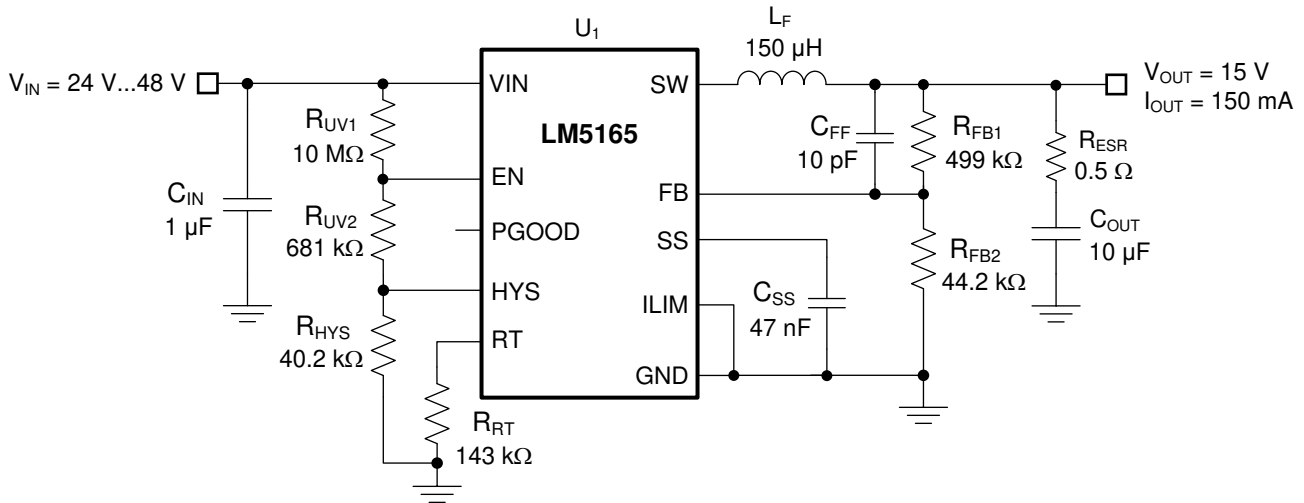 U1
LF
150 µH
VIN = 24 V...48 V
VIN
SW
VOUT = 15 V
IOUT = 150 mA
LM5165
RUV1
10 MΩ
CFF
10 pF
RFB1
499 kΩ
RESR
0.5 Ω
EN
FB
CIN
1 µF
RUV2
681 kΩ
PGOOD
SS
RFB2
44.2 kΩ
COUT
10 µF
HYS
ILIM
CSS
47 nF
RHYS
40.2 kΩ
RT
GND
RRT
143 kΩ